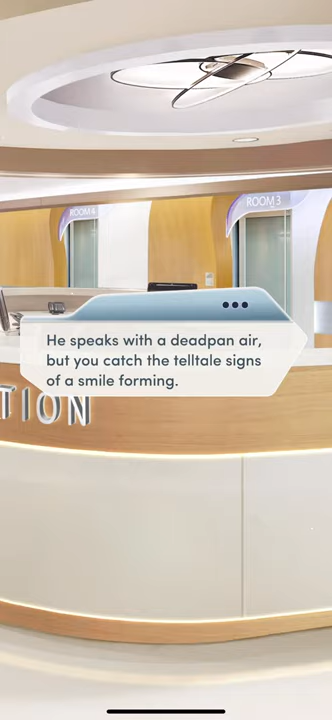 ROOM 4
ROOM 3
He speaks with a deadpan air,
but you catch the telltale signs
of a smile forming.
TION